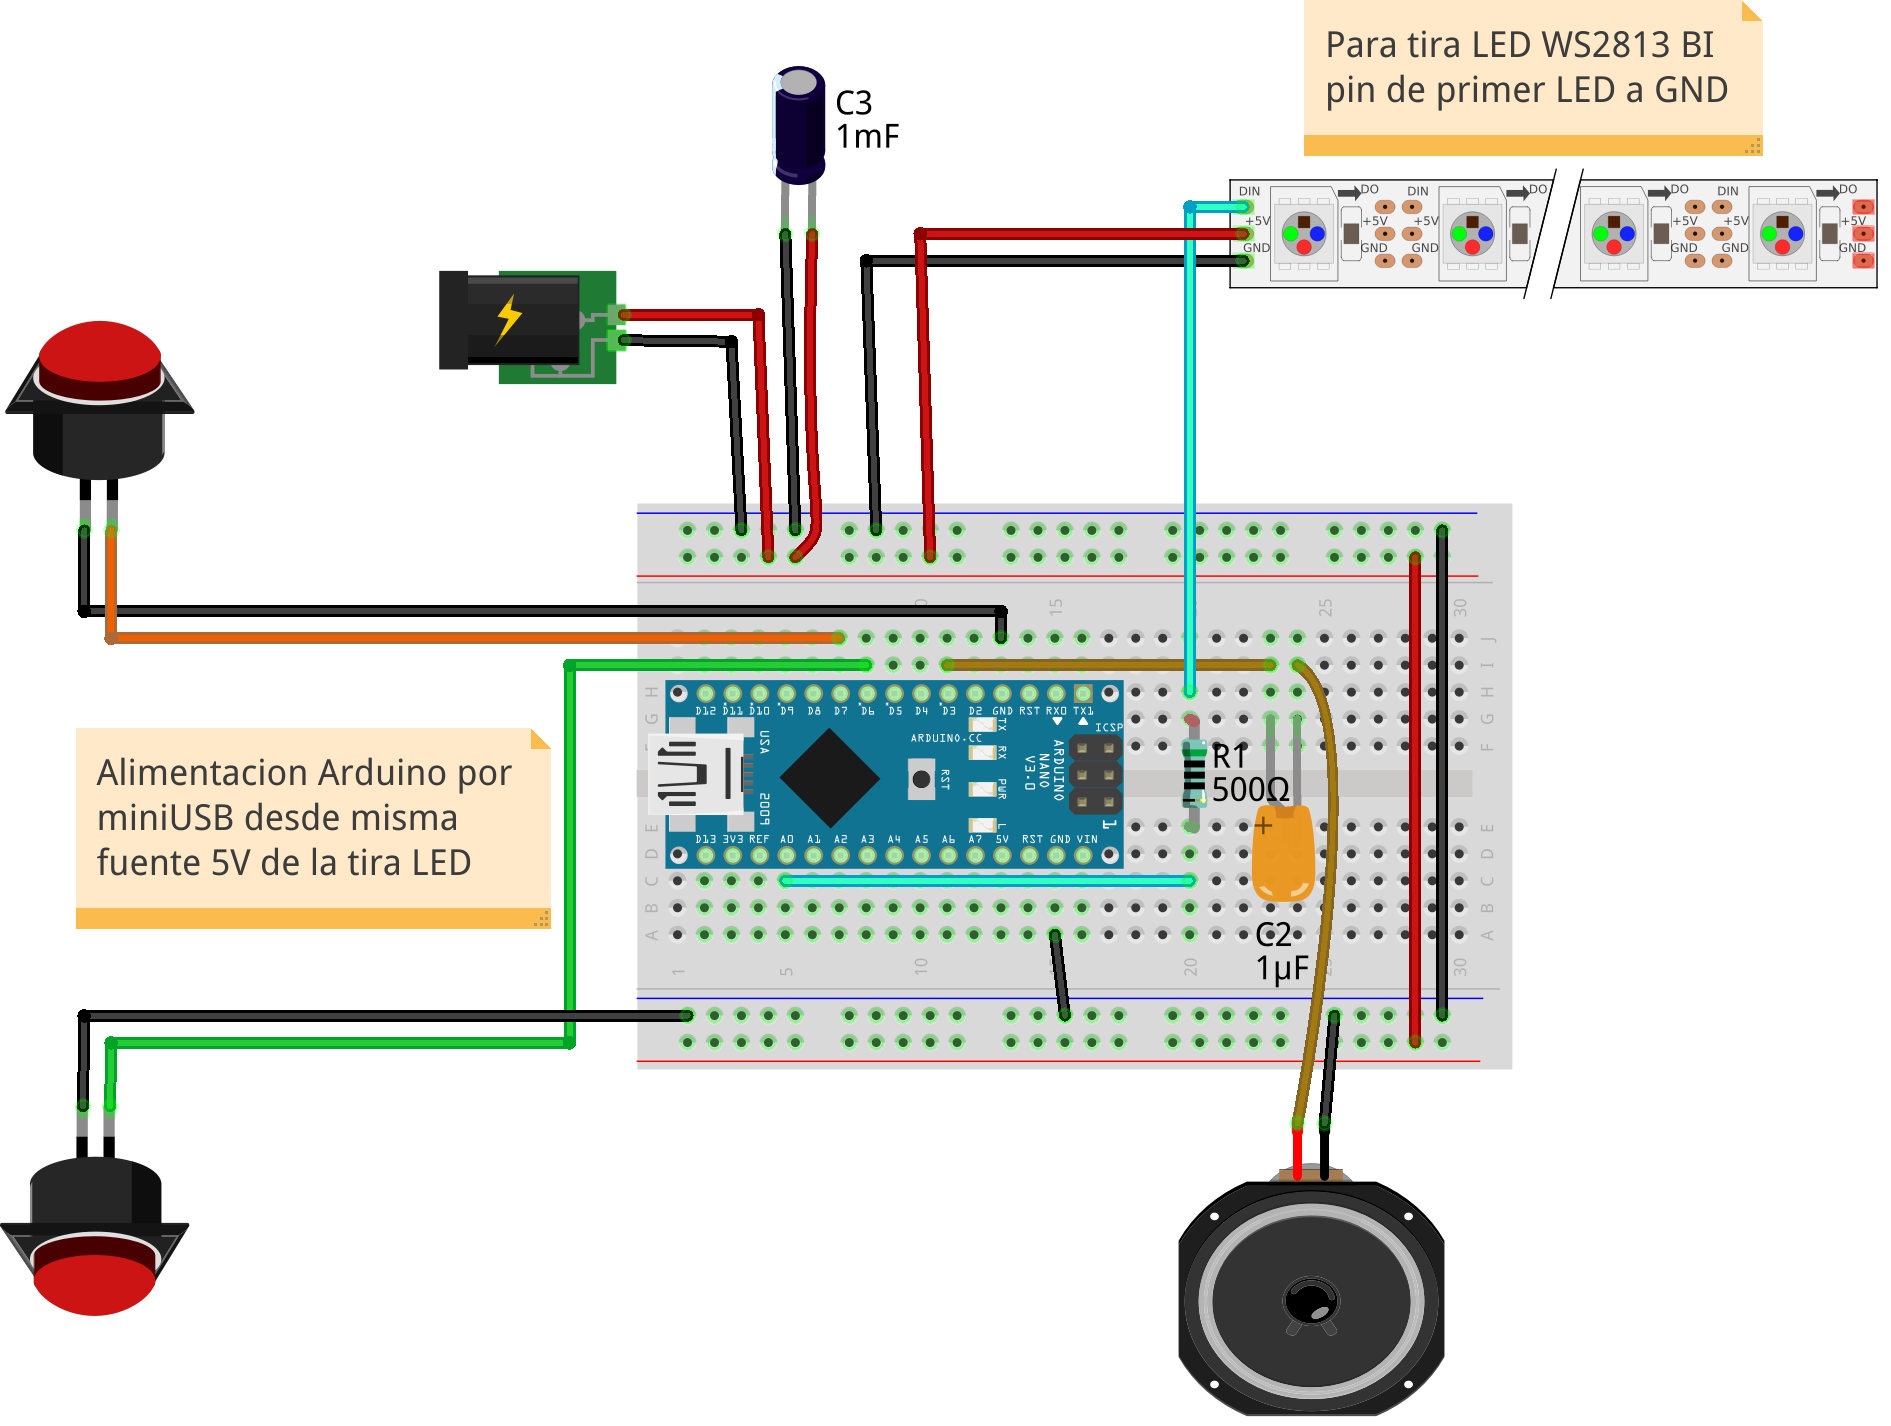 Para tira LED WS2813 BI
pin de primer LED a GND
C3
1mF
DIN DO DIN DO DO DIN DO
+5V +5V +5V +5V +5V +5V
GND GND GND GND GND
15 25 30
J
I
H
G
F
D12 D11 D10 D9 D8 D7 D6 D5 D4 D3 D2 GND RST RX0 TX1
ICSP
TX
RX
PWR
L
ARDUINO.CC
USA
2009
RST
ARDUINO
NANO
V3.0
1
D13 3V3 REF A0 A1 A2 A3 A4 A5 A6 A7 5V RST GND VIN
R1
500Ω
+
E
D
C
B
A
C2
1µF
1 5 10 20 30
Alimentacion Arduino por
miniUSB desde misma
fuente 5V de la tira LED